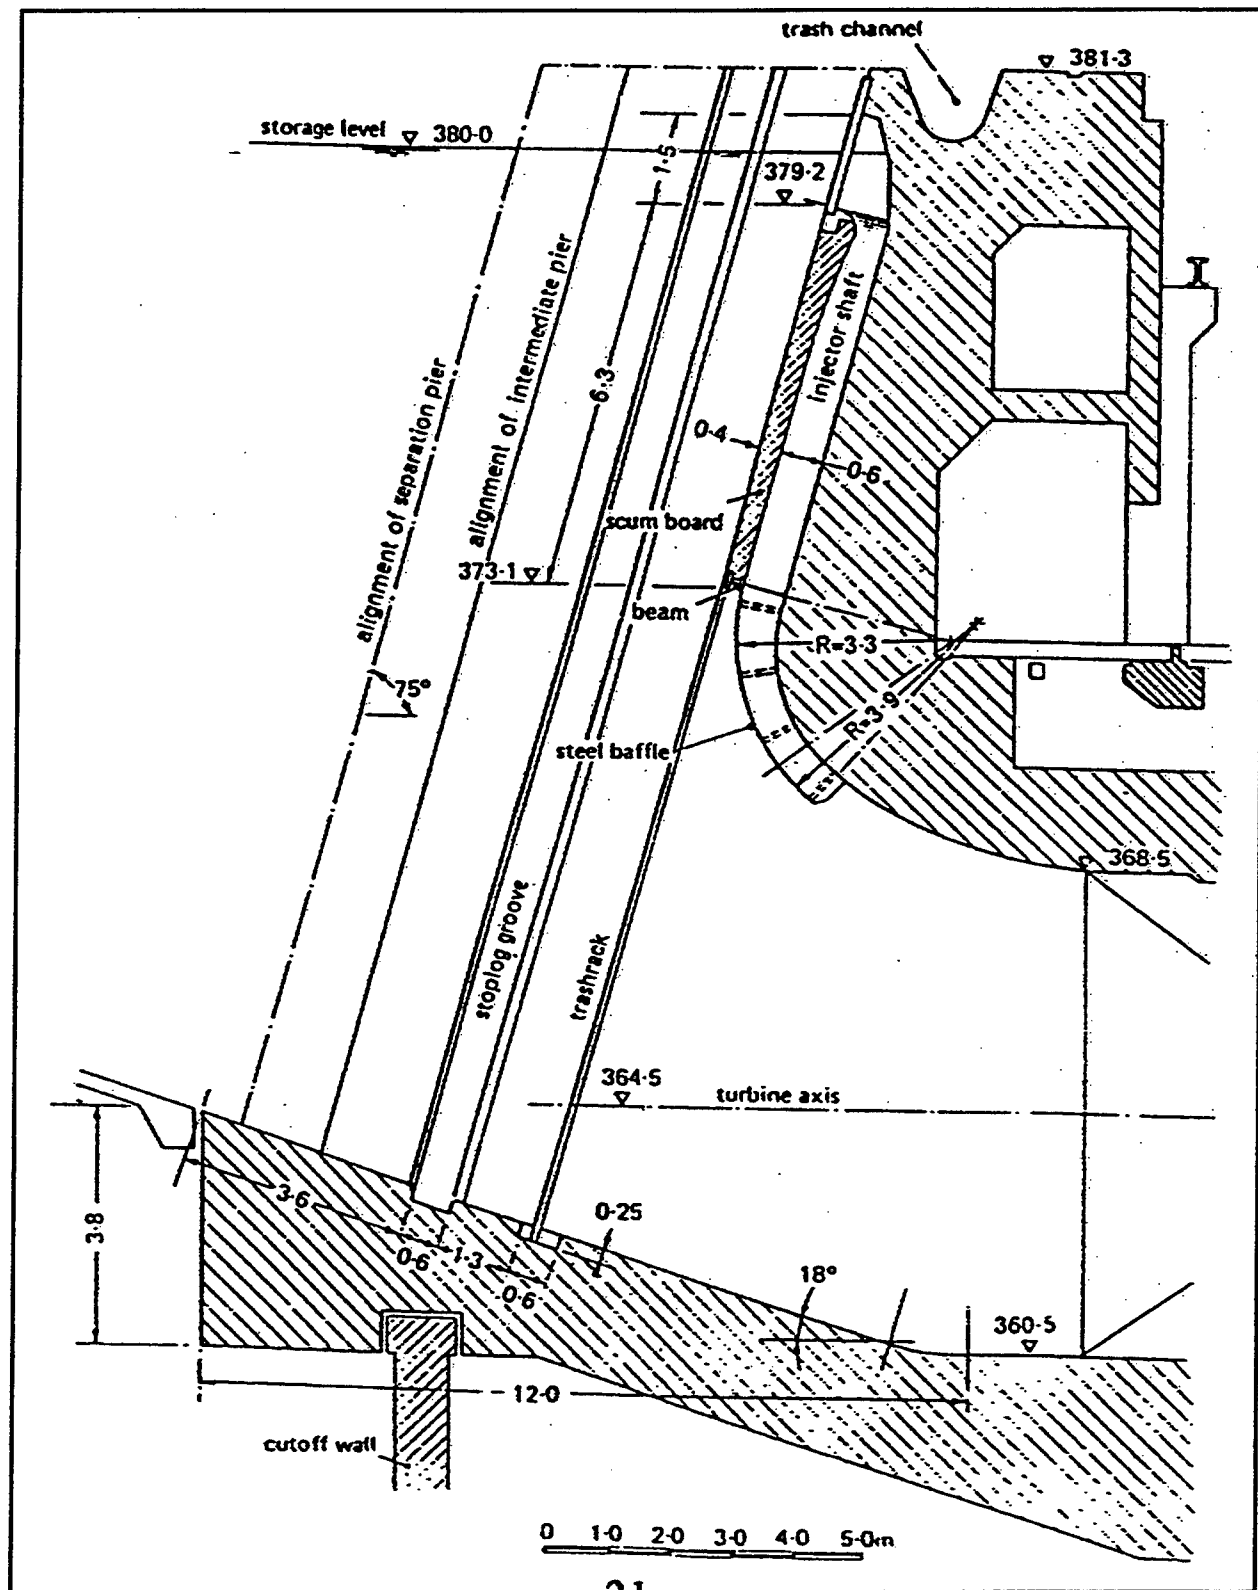 trash channel
381·3
storage level
380·0
1·5
379·2
alignment of separation pier
alignment of intermediate pier
6·3
injector shaft
0·4
0·6
scum board
373·1
beam
R=3·3
75°
R=3·9
steel baffle
368·5
stoplog groove
trashrack
364·5
turbine axis
3·6
0·25
3·8
0·6
1·3
0·6
18°
360·5
12·0
cutoff wall
0 1·0 2·0 3·0 4·0 5·0m